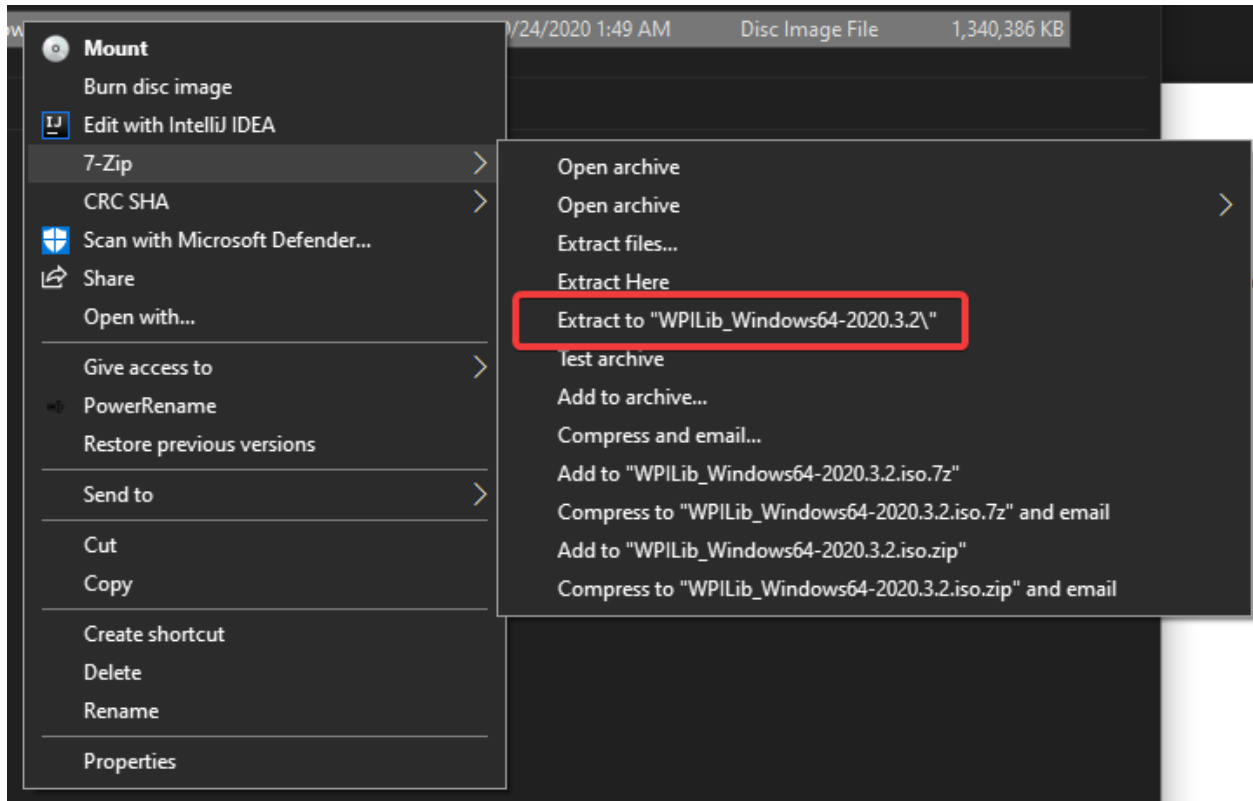 /24/2020 1:49 AM Disc Image File 1,340,386 KB
Mount
Burn disc image
Edit with IntelliJ IDEA
7-Zip
CRC SHA
Scan with Microsoft Defender...
Share
Open with...
Give access to
PowerRename
Restore previous versions
Send to
Cut
Copy
Create shortcut
Delete
Rename
Properties
Open archive
Open archive
Extract files...
Extract Here
Extract to "WPILib_Windows64-2020.3.2\"
Test archive
Add to archive...
Compress and email...
Add to "WPILib_Windows64-2020.3.2.iso.7z"
Compress to "WPILib_Windows64-2020.3.2.iso.7z" and email
Add to "WPILib_Windows64-2020.3.2.iso.zip"
Compress to "WPILib_Windows64-2020.3.2.iso.zip" and email